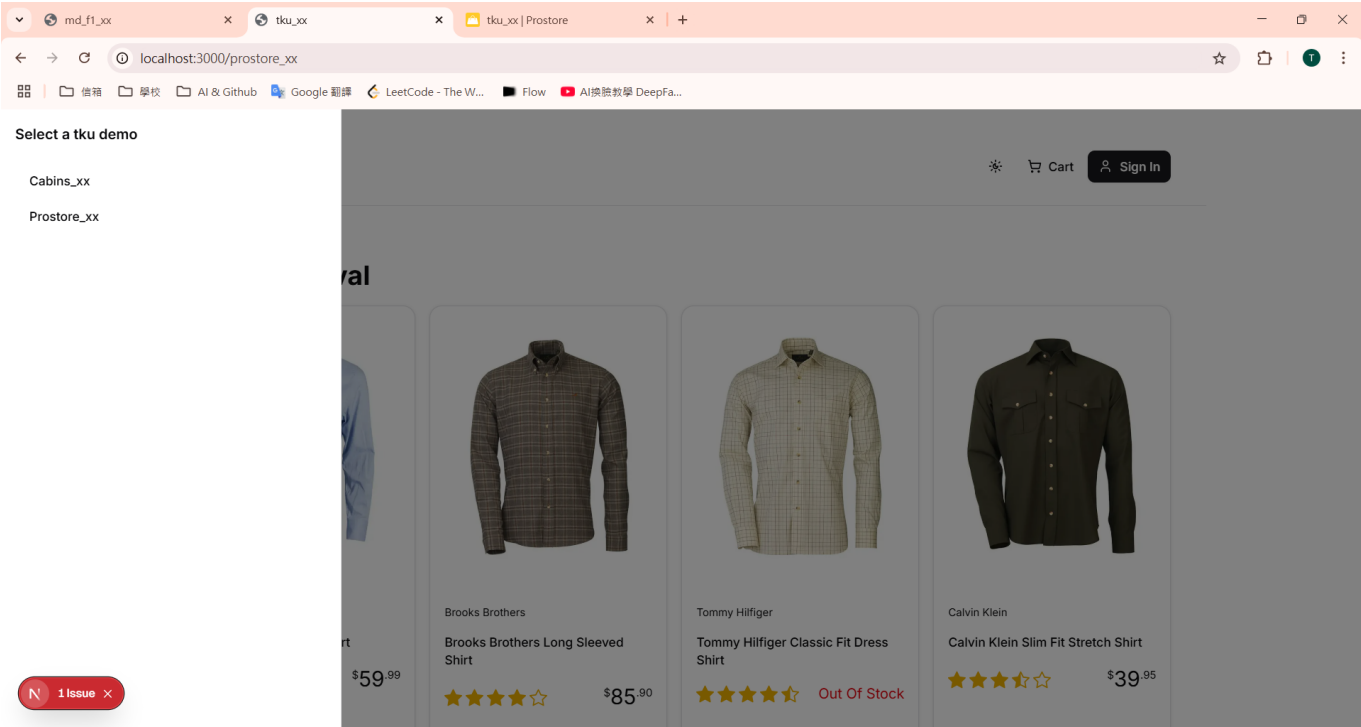 md_f1_xx
tku_xx
tku_xx | Prostore
localhost:3000/prostore_xx
T
信箱
學校
AI & Github
Google 翻譯
LeetCode - The W...
Flow
AI換臉教學 DeepFa...
Select a tku demo
Cabins_xx
Prostore_xx
Cart
Sign In
val
Brooks Brothers
Tommy Hilfiger
Calvin Klein
rt
Brooks Brothers Long Sleeved
Shirt
Tommy Hilfiger Classic Fit Dress
Shirt
Calvin Klein Slim Fit Stretch Shirt
$59.99
$85.90
Out Of Stock
$39.95
N 1 Issue